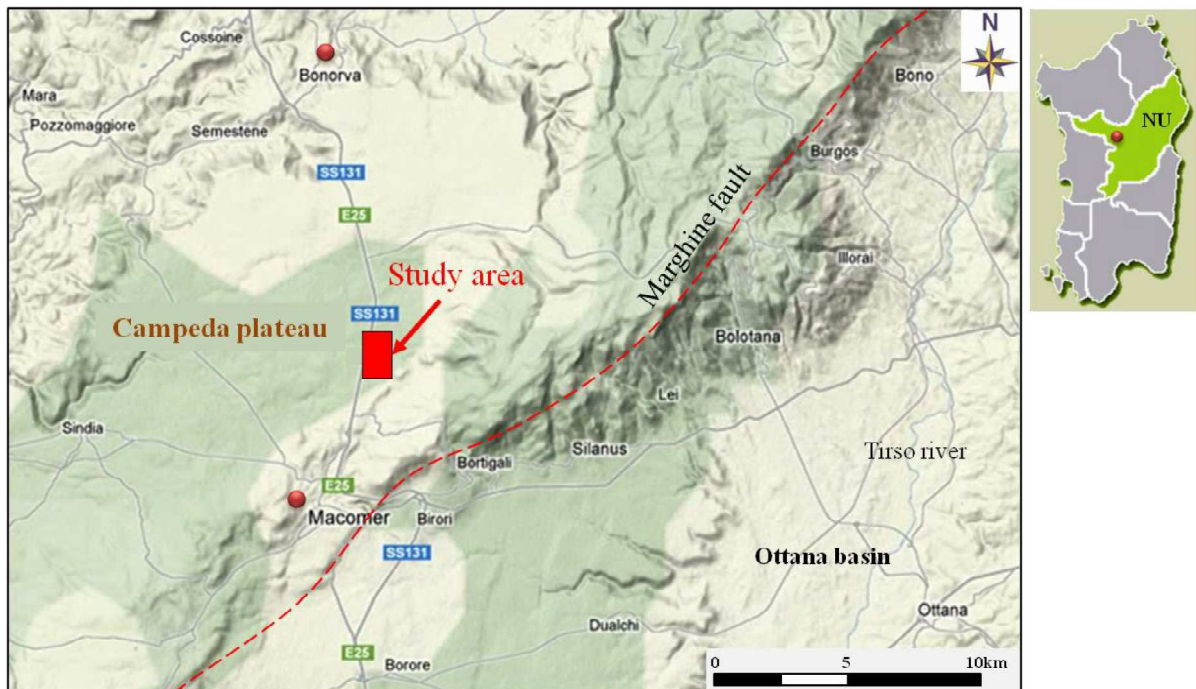 Cossoine
N
Bonorva
Bono
NU
Mara
Pozzomaggiore
Semestene
Burgos
SS131
E25
Marghine fault
Illorai
Study area
SS131
Campeda plateau
Bolotana
Lei
Sindia
Silanus
Tirso river
Bortigali
E25
Macomer
Birori
SS131
Ottana basin
Ottana
Dualchi
E25
Borore
0 5 10km